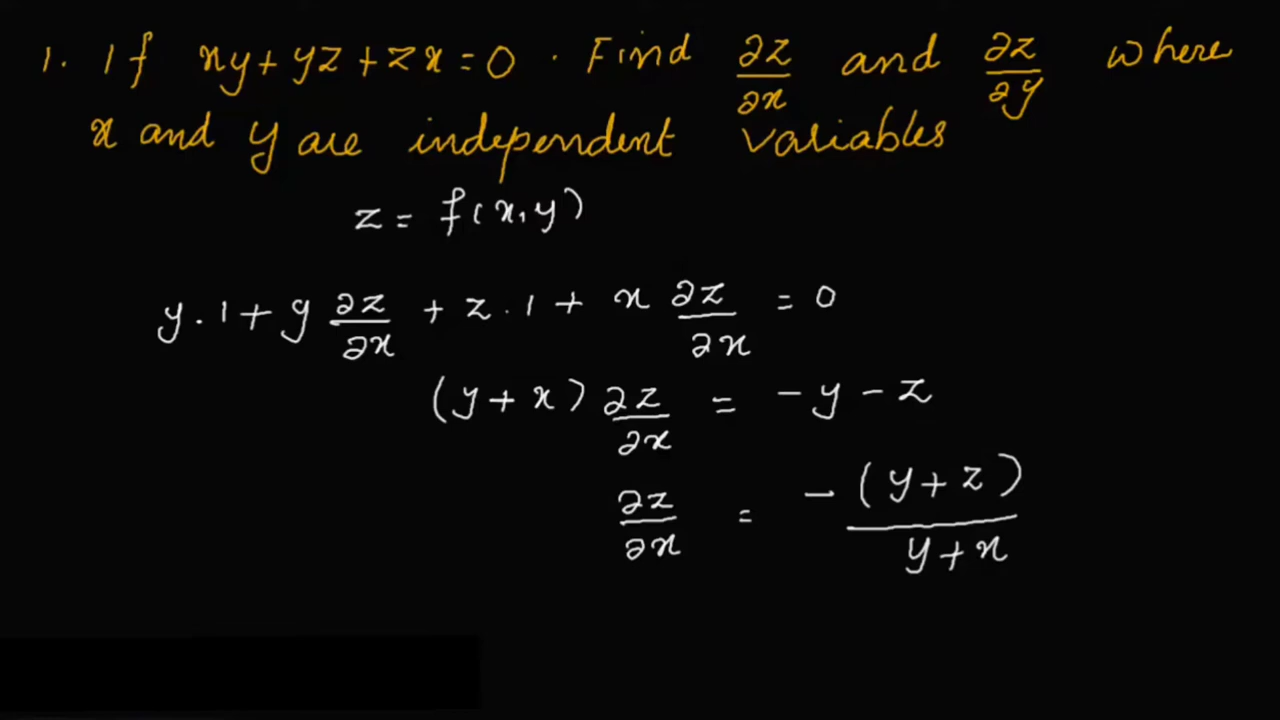 1. If xy + yz + zx = 0 . Find ∂z/∂x and ∂z/∂y where
x and y are independent variables
z = f(x, y)
y . 1 + y ∂z/∂x + z . 1 + x ∂z/∂x = 0
(y + x) ∂z/∂x = - y - z
∂z/∂x = - (y + z) / y + x